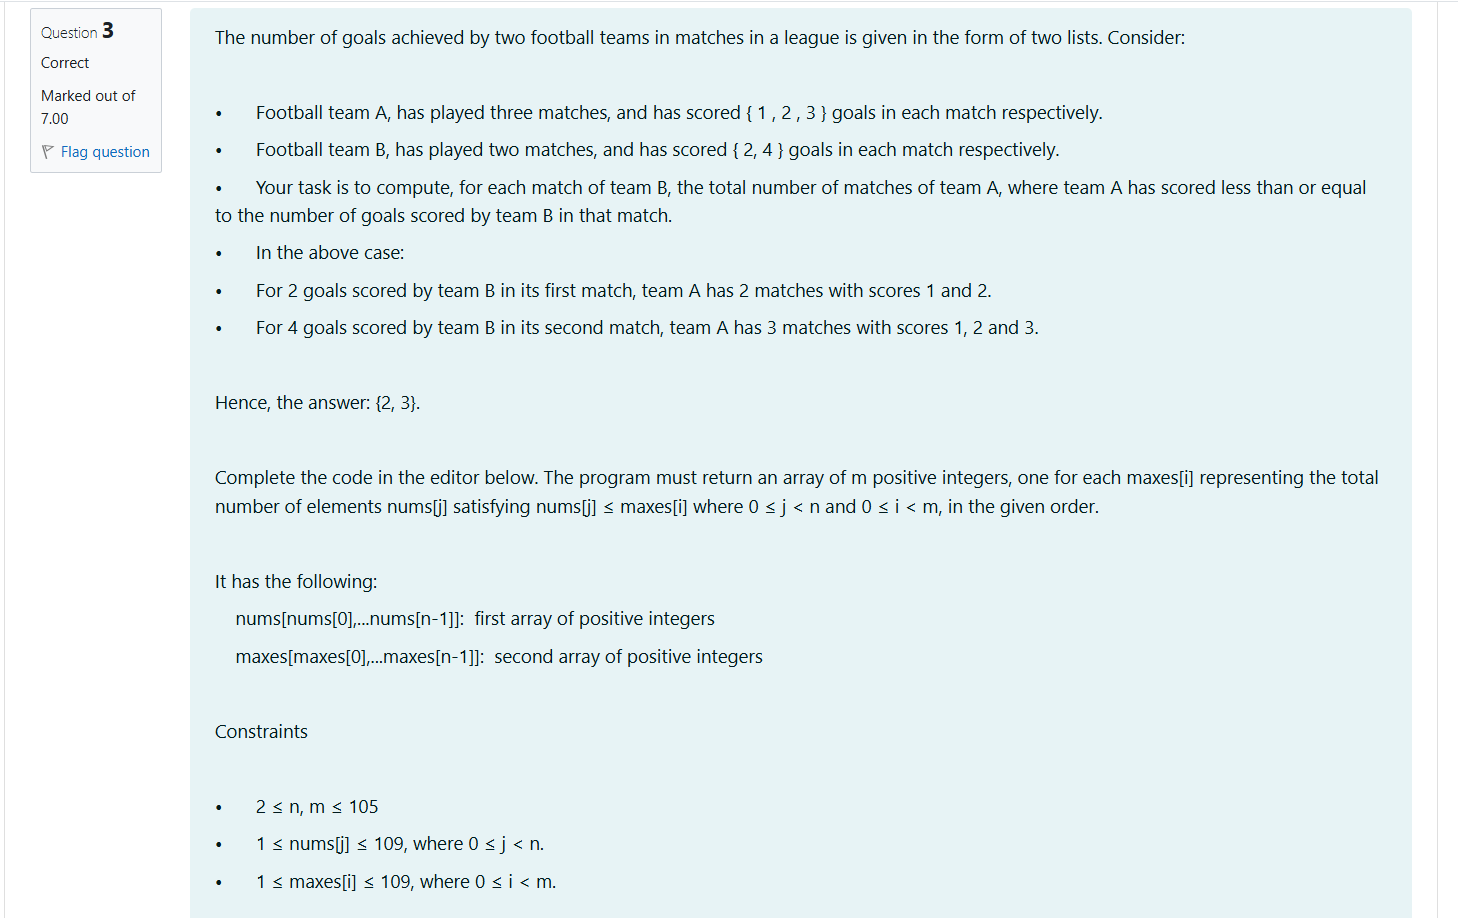 Question 3
Correct
Marked out of
7.00
Flag question
The number of goals achieved by two football teams in matches in a league is given in the form of two lists. Consider:
• Football team A, has played three matches, and has scored { 1 , 2 , 3 } goals in each match respectively.
• Football team B, has played two matches, and has scored { 2, 4 } goals in each match respectively.
• Your task is to compute, for each match of team B, the total number of matches of team A, where team A has scored less than or equal
to the number of goals scored by team B in that match.
• In the above case:
• For 2 goals scored by team B in its first match, team A has 2 matches with scores 1 and 2.
• For 4 goals scored by team B in its second match, team A has 3 matches with scores 1, 2 and 3.
Hence, the answer: {2, 3}.
Complete the code in the editor below. The program must return an array of m positive integers, one for each maxes[i] representing the total
number of elements nums[j] satisfying nums[j] ≤ maxes[i] where 0 ≤ j < n and 0 ≤ i < m, in the given order.
It has the following:
nums[nums[0],...nums[n-1]]: first array of positive integers
maxes[maxes[0],...maxes[n-1]]: second array of positive integers
Constraints
• 2 ≤ n, m ≤ 105
• 1 ≤ nums[j] ≤ 109, where 0 ≤ j < n.
• 1 ≤ maxes[i] ≤ 109, where 0 ≤ i < m.